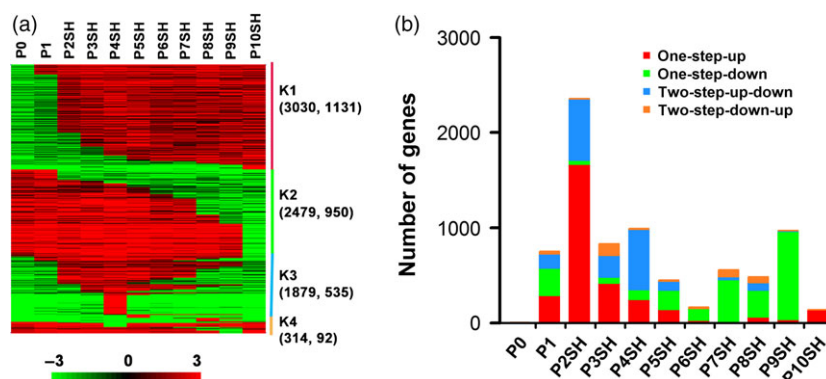 (a)
P0 P1 P2SH P3SH P4SH P5SH P6SH P7SH P8SH P9SH P10SH
K1
(3030, 1131)
K2
(2479, 950)
K3
(1879, 535)
K4
(314, 92)
−3 0 3
(b)
Number of genes
3000
2000
1000
0
One-step-up
One-step-down
Two-step-up-down
Two-step-down-up
P0 P1 P2SH P3SH P4SH P5SH P6SH P7SH P8SH P9SH P10SH